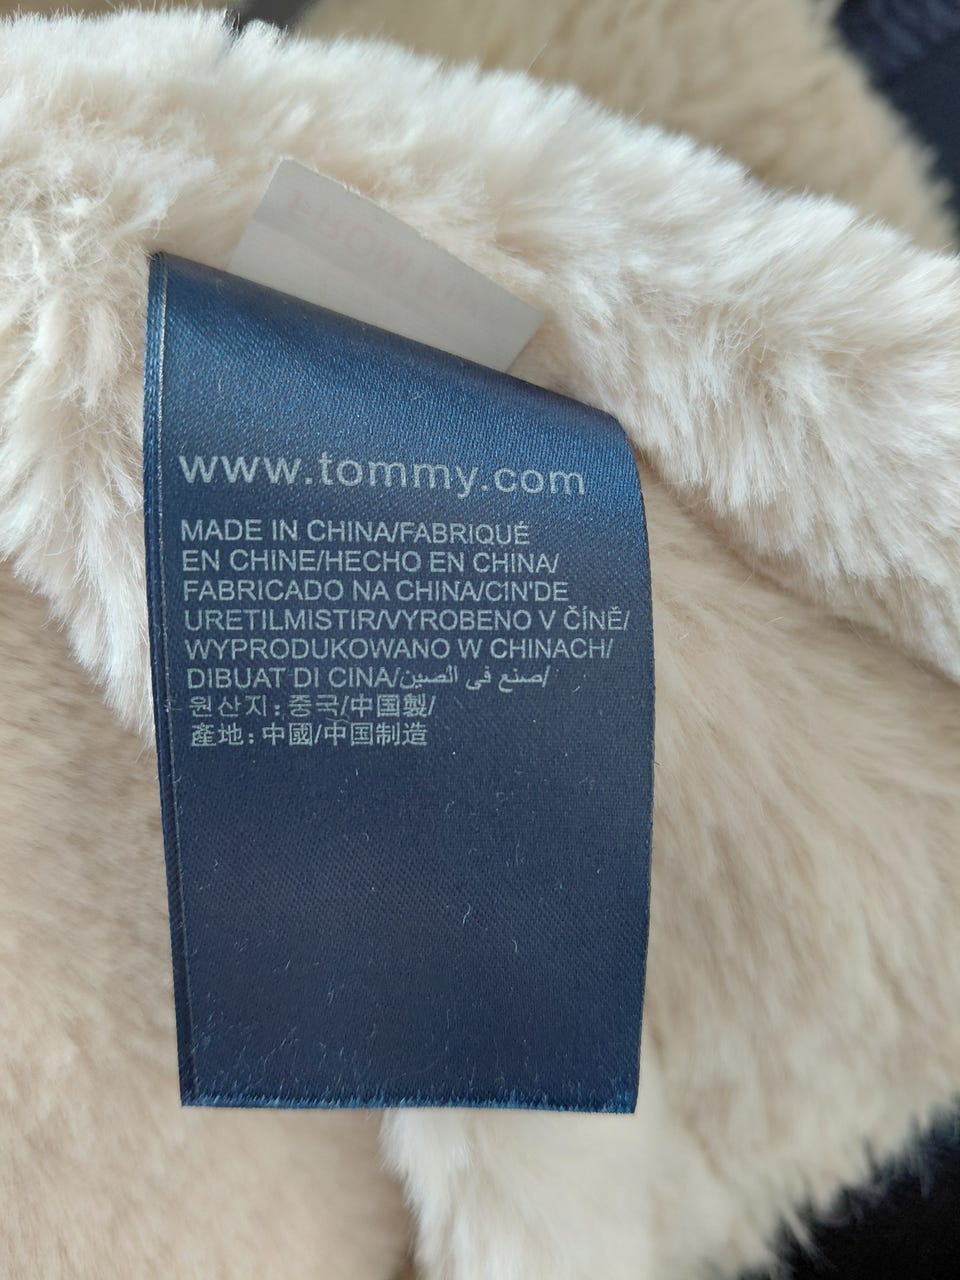 www.tommy.com
MADE IN CHINA/FABRIQUÉ
EN CHINE/HECHO EN CHINA/
FABRICADO NA CHINA/CIN'DE
URETILMISTIR/VYROBENO V ČÍNĚ/
WYPRODUKOWANO W CHINACH/
DIBUAT DI CINA/صنع في الصين/
원산지:중국/中国製/
產地:中國/中国制造